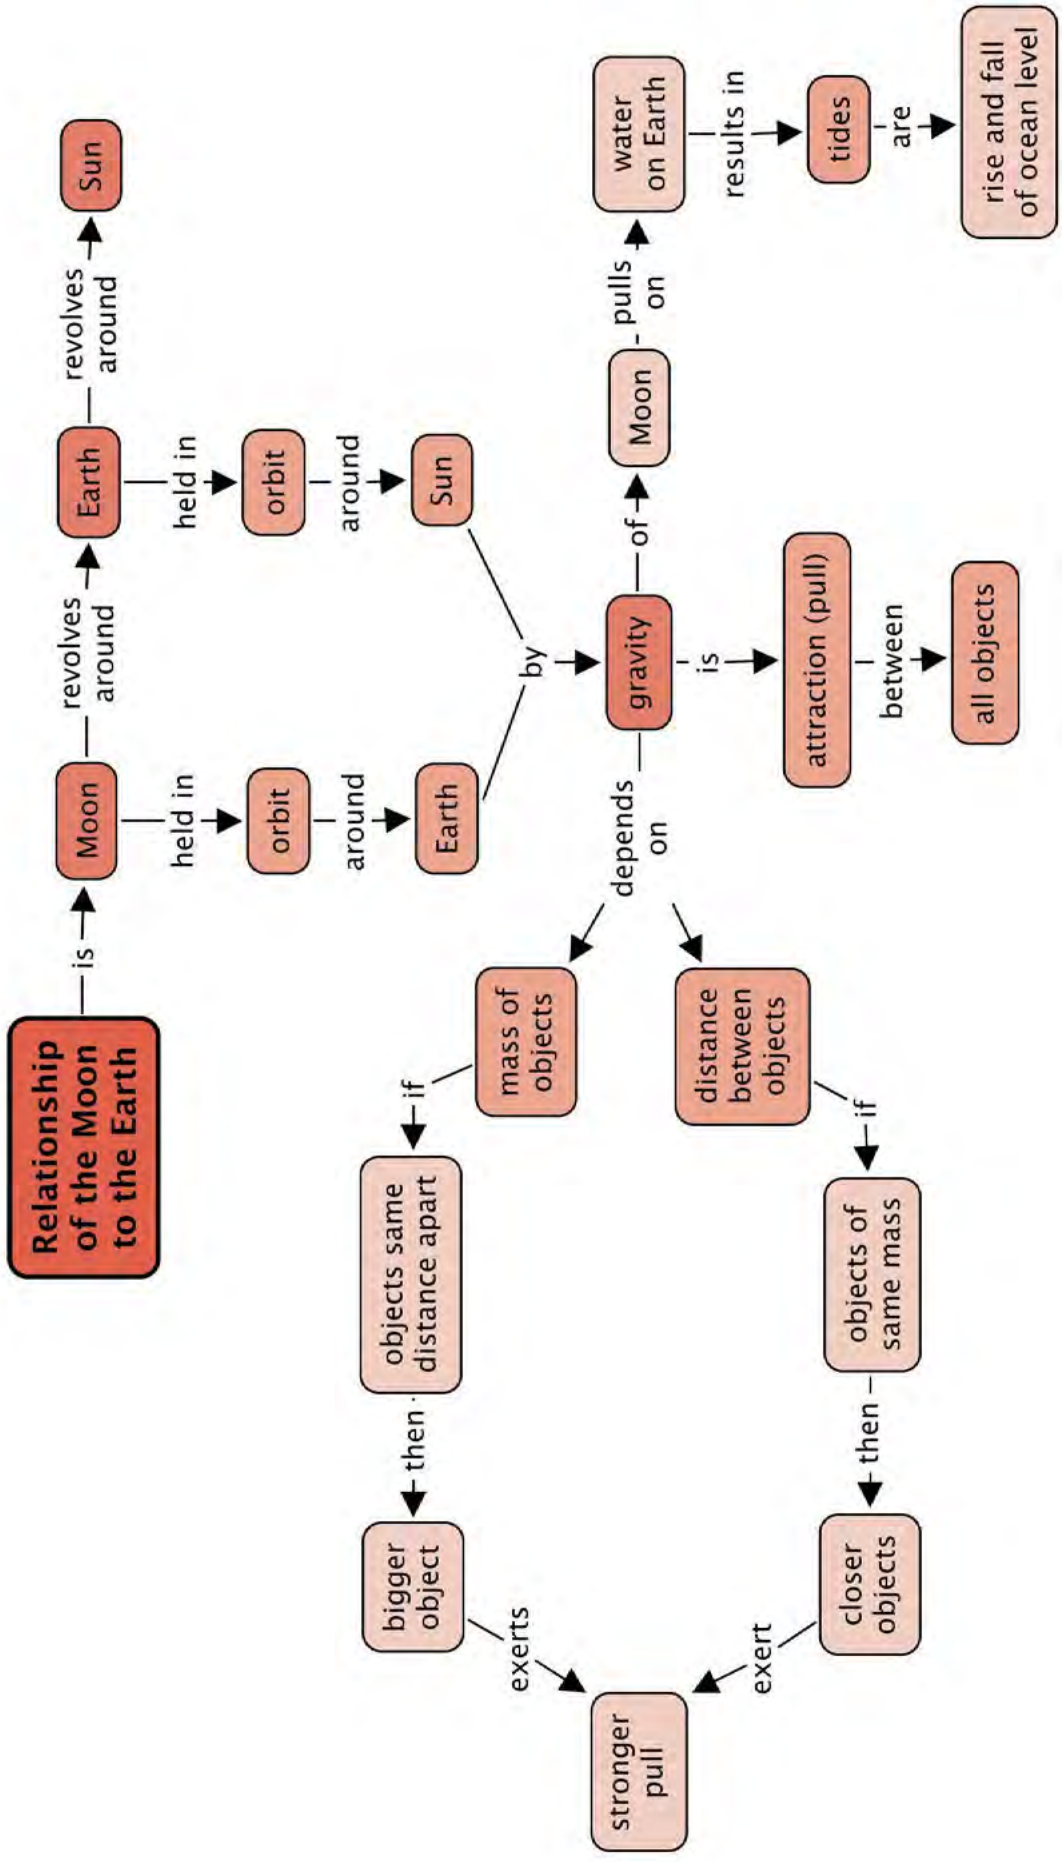 Relationship
of the Moon
to the Earth
is
Moon
revolves
around
Earth
revolves
around
Sun
held in
orbit
around
Earth
held in
orbit
around
Sun
by
gravity
of
Moon
pulls
on
water
on Earth
results in
tides
are
rise and fall
of ocean level
is
attraction (pull)
between
all objects
depends
on
mass of
objects
if
objects same
distance apart
then
bigger
object
exerts
stronger
pull
distance
between
objects
if
objects of
same mass
then
closer
objects
exert